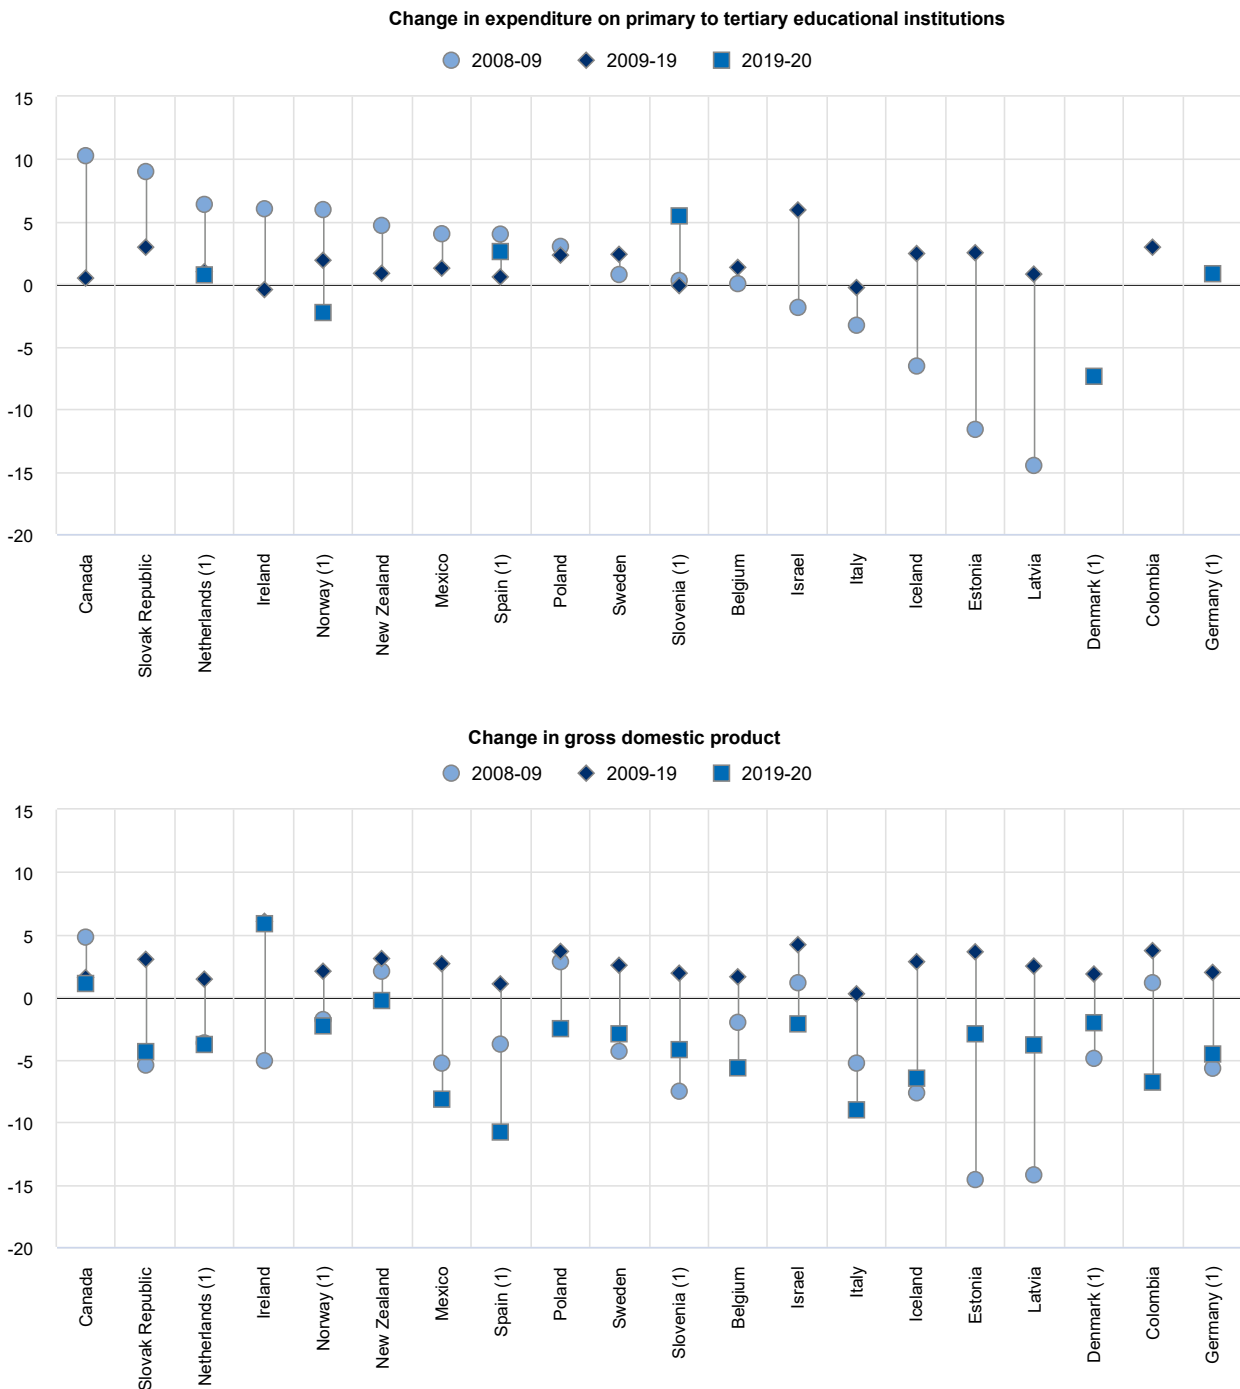 Change in expenditure on primary to tertiary educational institutions
2008-09 2009-19 2019-20
15
10
5
0
-5
-10
-15
-20
Canada
Slovak Republic
Netherlands (1)
Ireland
Norway (1)
New Zealand
Mexico
Spain (1)
Poland
Sweden
Slovenia (1)
Belgium
Israel
Italy
Iceland
Estonia
Latvia
Denmark (1)
Colombia
Germany (1)
Change in gross domestic product
2008-09 2009-19 2019-20
15
10
5
0
-5
-10
-15
-20
Canada
Slovak Republic
Netherlands (1)
Ireland
Norway (1)
New Zealand
Mexico
Spain (1)
Poland
Sweden
Slovenia (1)
Belgium
Israel
Italy
Iceland
Estonia
Latvia
Denmark (1)
Colombia
Germany (1)